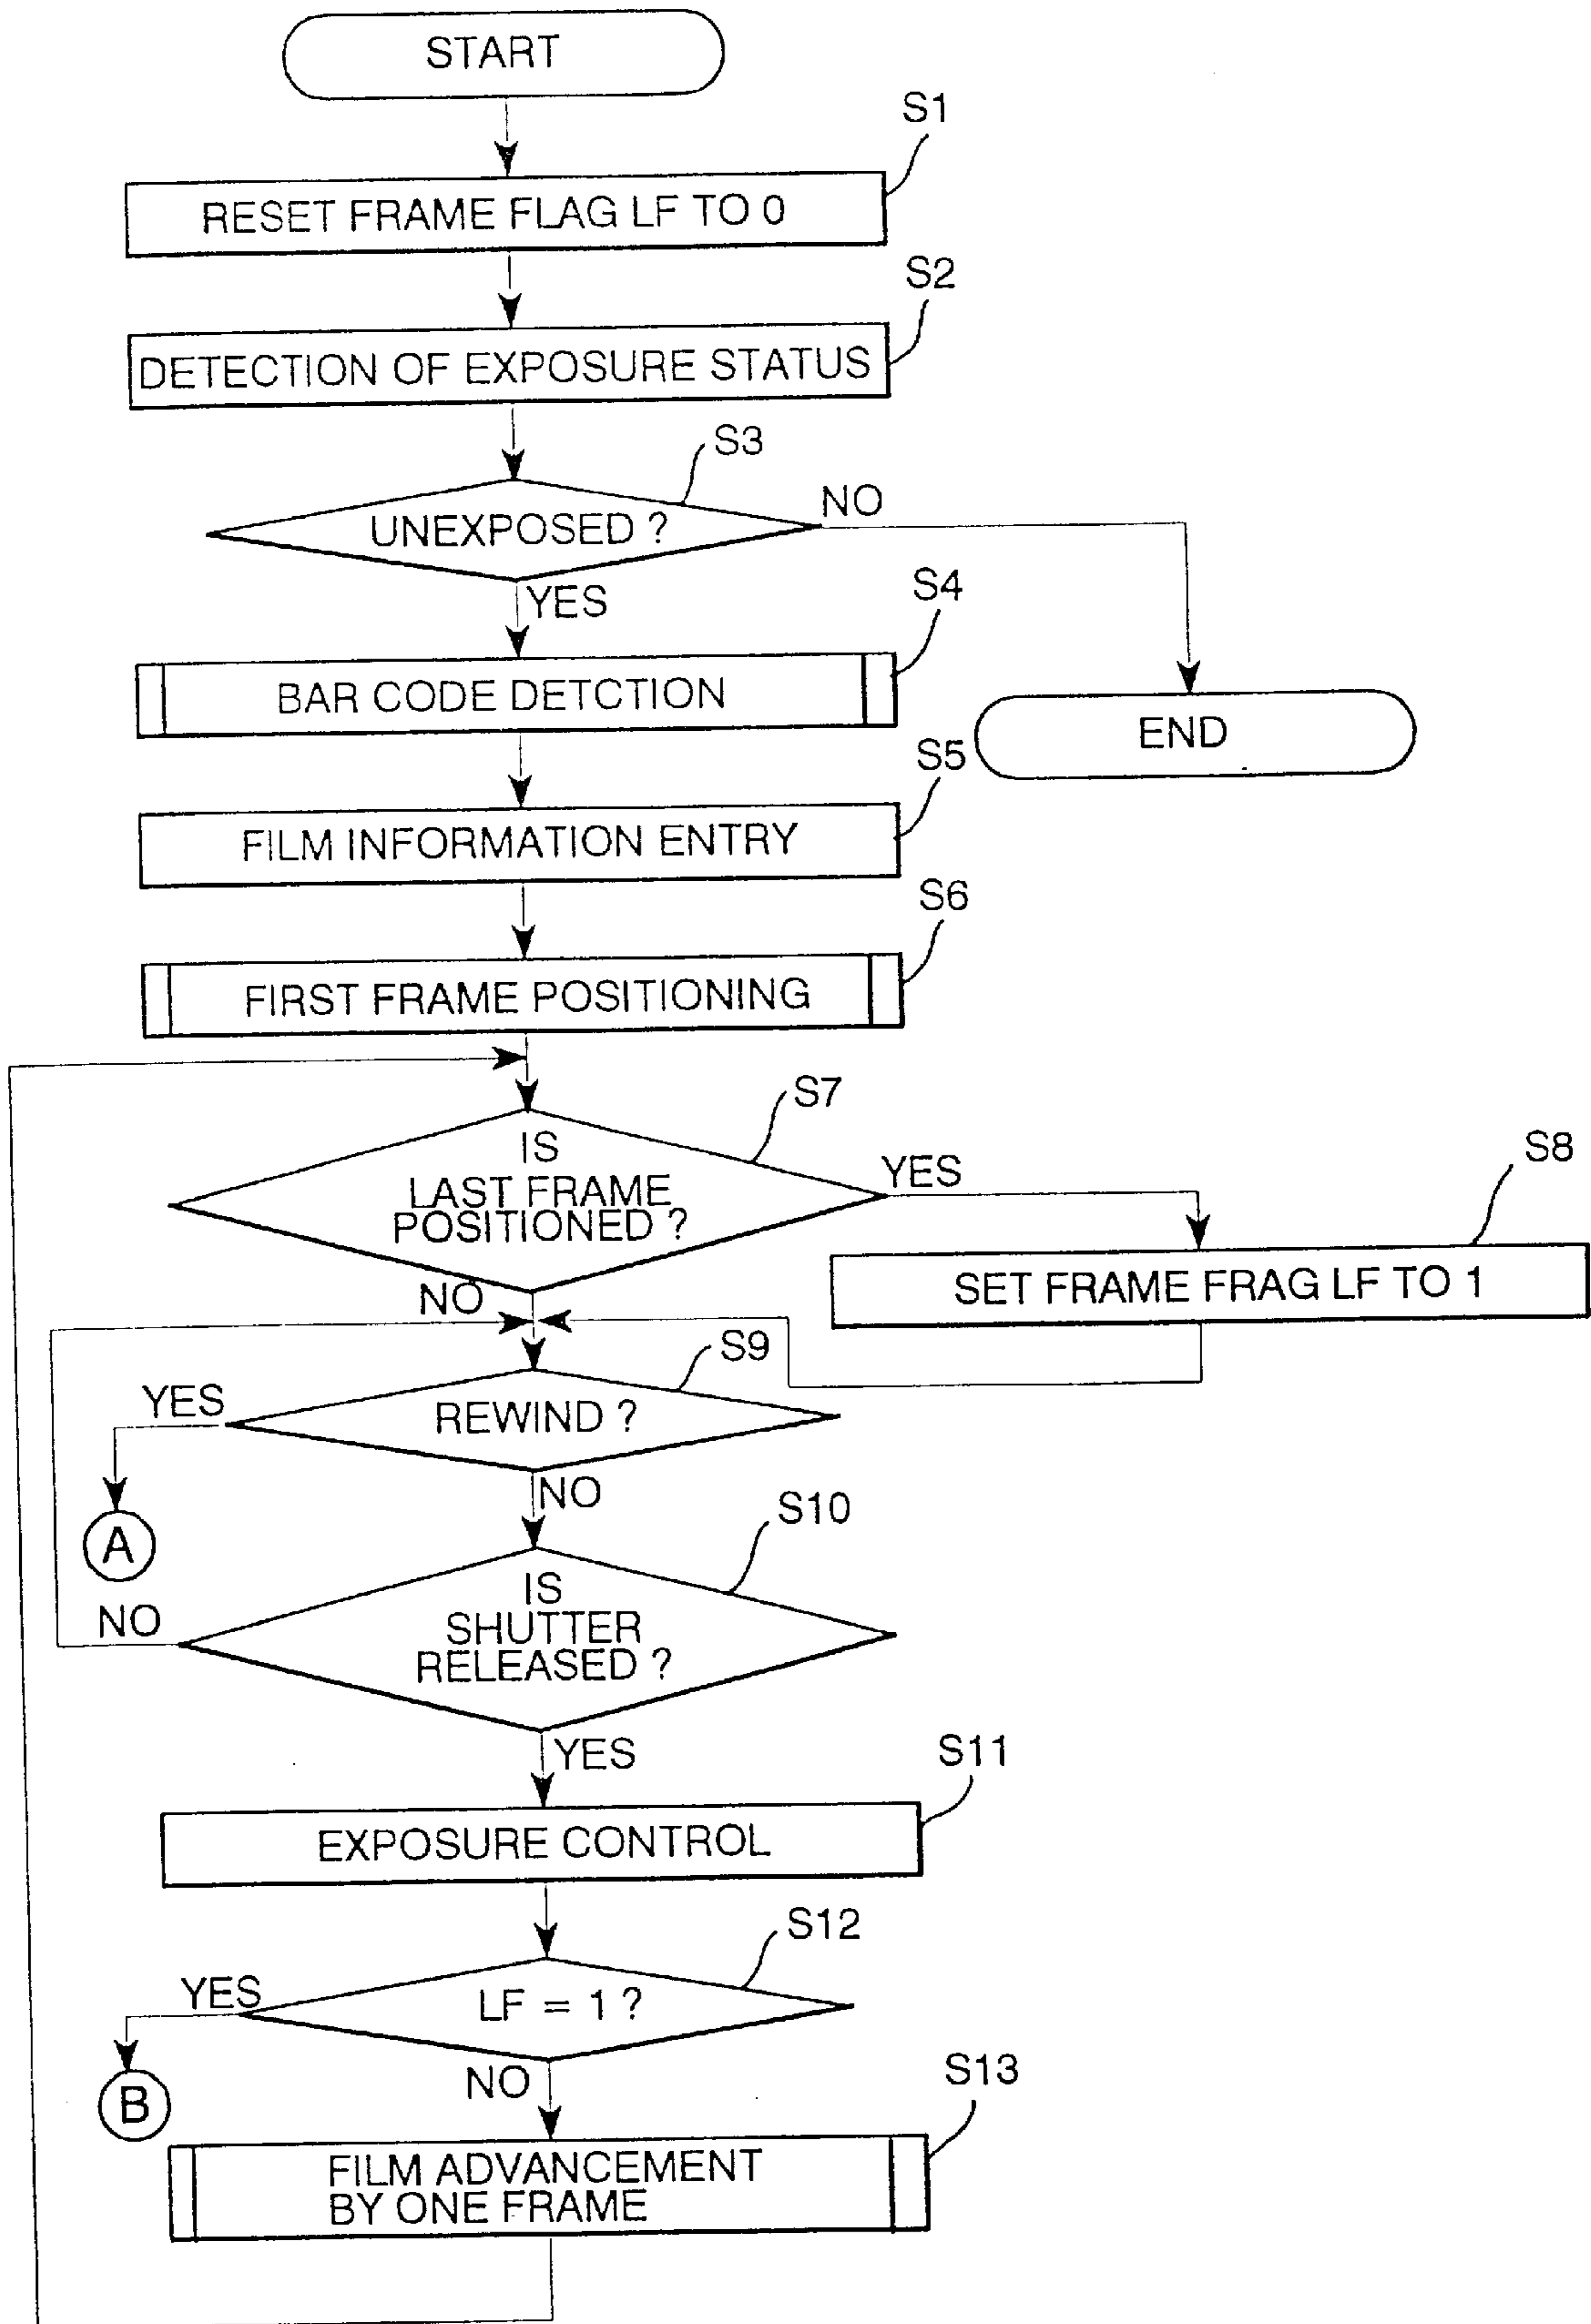 START
S1
RESET FRAME FLAG LF TO 0
S2
DETECTION OF EXPOSURE STATUS
S3
UNEXPOSED ?
NO
YES
S4
BAR CODE DETCTION
END
S5
FILM INFORMATION ENTRY
S6
FIRST FRAME POSITIONING
S7
IS
LAST FRAME
POSITIONED ?
YES
S8
SET FRAME FRAG LF TO 1
NO
S9
YES
REWIND ?
NO
A
S10
IS
SHUTTER
RELEASED ?
NO
YES
S11
EXPOSURE CONTROL
S12
YES
LF = 1 ?
B
NO
S13
FILM ADVANCEMENT
BY ONE FRAME